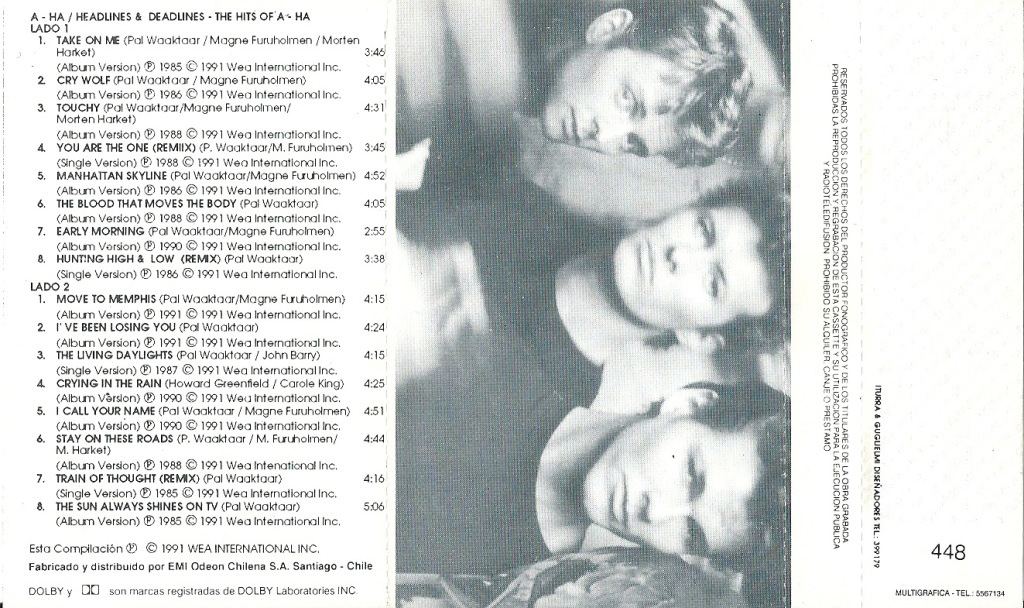 A - HA / HEADLINES & DEADLINES - THE HITS OF A - HA
LADO 1
1. TAKE ON ME (Pal Waaktaar / Magne Furuholmen / Morten
Harket) 3:46
(Album Version) Ⓟ 1985 © 1991 Wea International Inc.
2. CRY WOLF (Pal Waaktaar / Magne Furuholmen) 4:05
(Album Version) Ⓟ 1986 © 1991 Wea International Inc.
3. TOUCHY (Pal Waaktaar/Magne Furuholmen/ 4:31
Morten Harket)
(Album Version) Ⓟ 1988 © 1991 Wea International Inc.
4. YOU ARE THE ONE (REMIIX) (P. Waaktaar/M. Furuholmen) 3:45
(Single Version) Ⓟ 1988 © 1991 Wea International Inc.
5. MANHATTAN SKYLINE (Pal Waaktaar/Magne Furuholmen) 4:52
(Album Version) Ⓟ 1986 © 1991 Wea International Inc.
6. THE BLOOD THAT MOVES THE BODY (Pal Waaktaar) 4:05
(Album Version) Ⓟ 1988 © 1991 Wea International Inc.
7. EARLY MORNING (Pal Waaktaar/Magne Furuholmen) 2:55
(Album Version) Ⓟ 1990 © 1991 Wea International Inc.
8. HUNTING HIGH & LOW (REMIX) (Pal Waaktaar) 3:38
(Single Version) Ⓟ 1986 © 1991 Wea International Inc.
LADO 2
1. MOVE TO MEMPHIS (Pal Waaktaar/Magne Furuholmen) 4:15
(Album Version) Ⓟ 1991 © 1991 Wea International Inc.
2. I' VE BEEN LOSING YOU (Pal Waaktaar) 4:24
(Album Version) Ⓟ 1991 © 1991 Wea International Inc.
3. THE LIVING DAYLIGHTS (Pal Waaktaar / John Barry) 4:15
(Single Version) Ⓟ 1987 © 1991 Wea International Inc.
4. CRYING IN THE RAIN (Howard Greenfield / Carole King) 4:25
(Album Version) Ⓟ 1990 © 1991 Wea International Inc.
5. I CALL YOUR NAME (Pal Waaktaar / Magne Furuholmen) 4:51
(Album Version) Ⓟ 1990 © 1991 Wea International Inc.
6. STAY ON THESE ROADS (P. Waaktaar / M. Furuholmen/ 4:44
M. Harket)
(Album Version) Ⓟ 1988 © 1991 Wea Intenational Inc.
7. TRAIN OF THOUGHT (REMIX) (Pal Waaktaar) 4:16
(Single Version) Ⓟ 1985 © 1991 Wea International Inc.
8. THE SUN ALWAYS SHINES ON TV (Pal Waaktaar) 5:06
(Album Version) Ⓟ 1985 © 1991 Wea International Inc.
Esta Compilación Ⓟ © 1991 WEA INTERNATIONAL INC.
Fabricado y distribuido por EMI Odeon Chilena S.A. Santiago - Chile
DOLBY y son marcas registradas de DOLBY Laboratories INC.
RESERVADOS TODOS LOS DERECHOS DEL PRODUCTOR FONOGRAFICO Y DE LOS TITULARES DE LA OBRA GRABADA
PROHIBIDAS LA REPRODUCCION Y REGRABACION DE ESTA CASSETTE Y SU UTILIZACION PARA LA EJECUCION PUBLICA
Y RADIOTELEDIFUSION PROHIBIDO SU ALQUILER CANJE O PRESTAMO
ITURRA & GUGLIELMI DISEÑADORES TEL.: 399179
448
MULTIGRAFICA - TEL.: 5567134